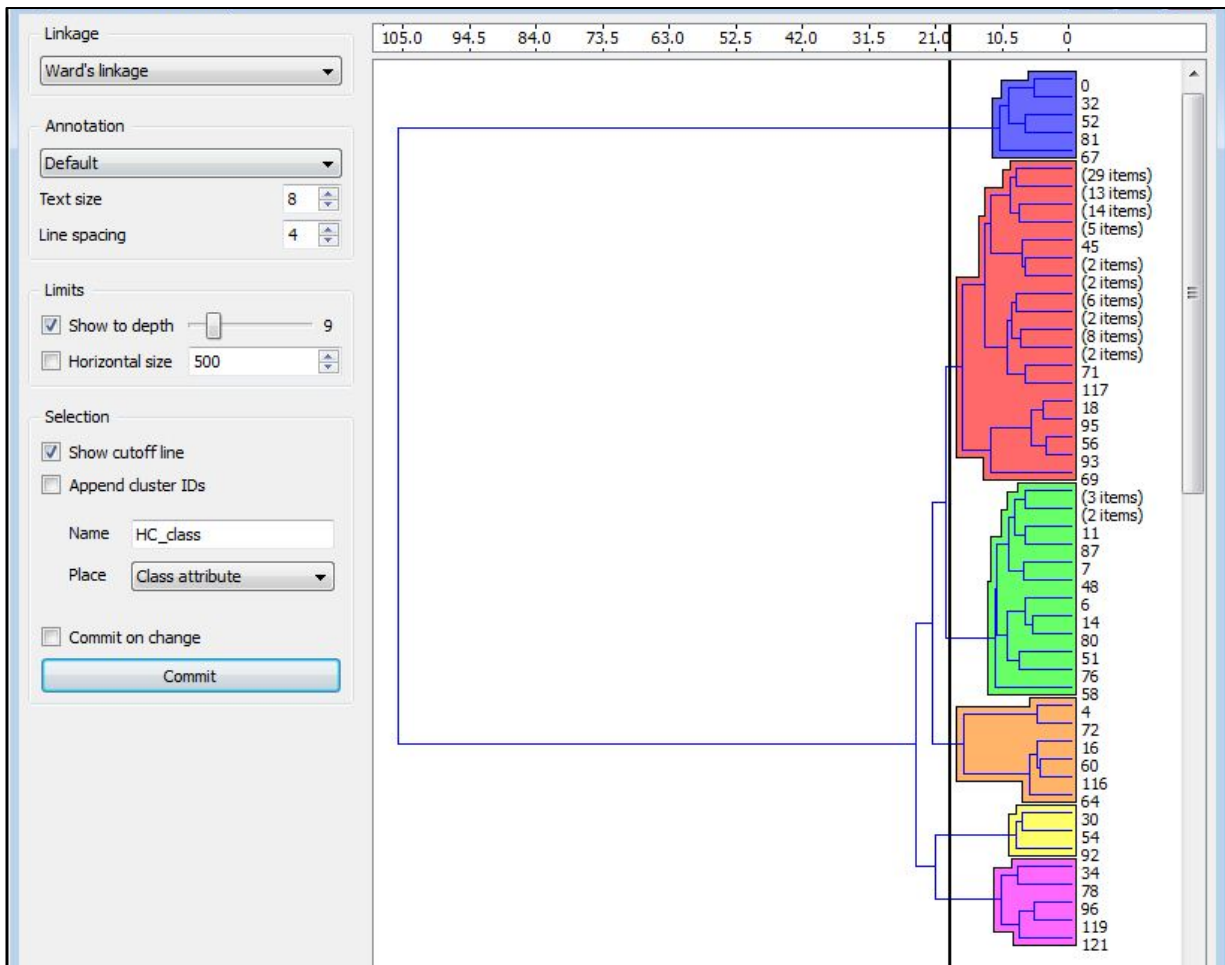 Linkage
Ward's linkage
Annotation
Default
Text size 8
Line spacing 4
Limits
Show to depth 9
Horizontal size 500
Selection
Show cutoff line
Append cluster IDs
Name HC_class
Place Class attribute
Commit on change
Commit
105.0 94.5 84.0 73.5 63.0 52.5 42.0 31.5 21.0 10.5 0
0
32
52
81
67
(29 items)
(13 items)
(14 items)
(5 items)
45
(2 items)
(2 items)
(6 items)
(2 items)
(8 items)
(2 items)
71
117
18
95
56
93
69
(3 items)
(2 items)
11
87
7
48
6
14
80
51
76
58
4
72
16
60
116
64
30
54
92
34
78
96
119
121